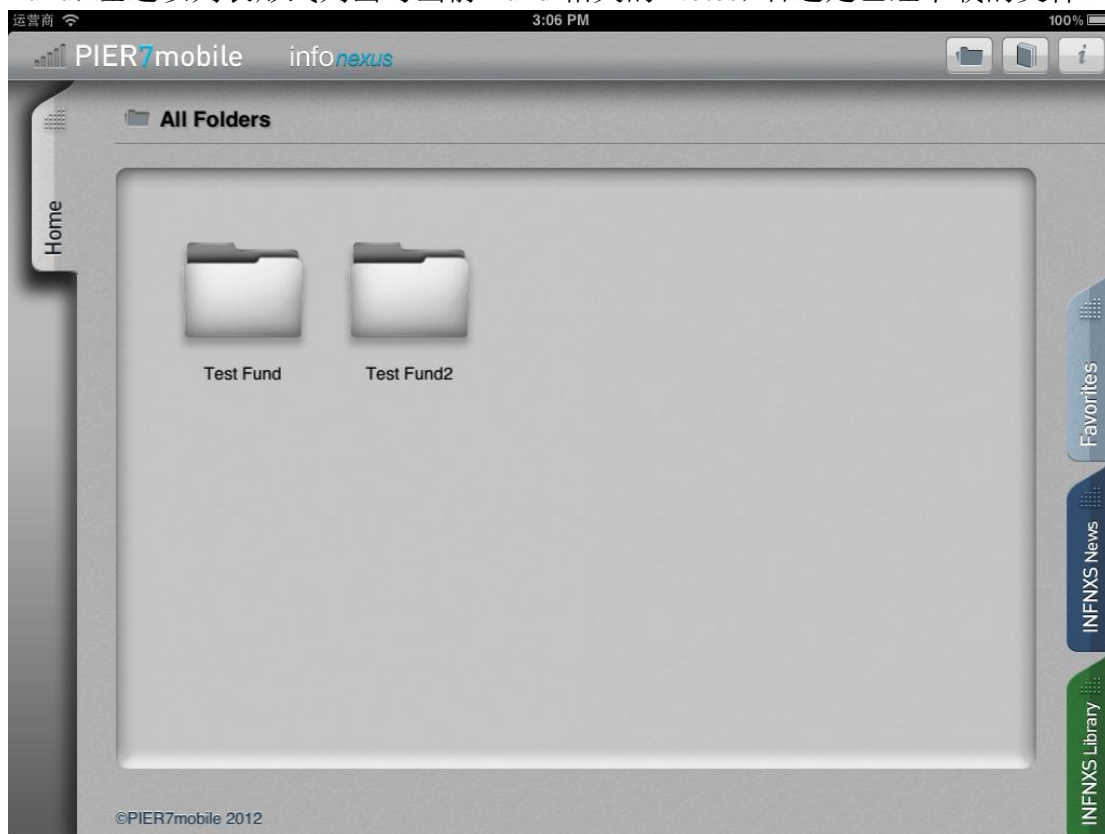 运营商 3:06 PM 100%
PIER7mobile infonexus
All Folders
Home
Test Fund Test Fund2
Favorites
INFNXS News
INFNXS Library
©PIER7mobile 2012